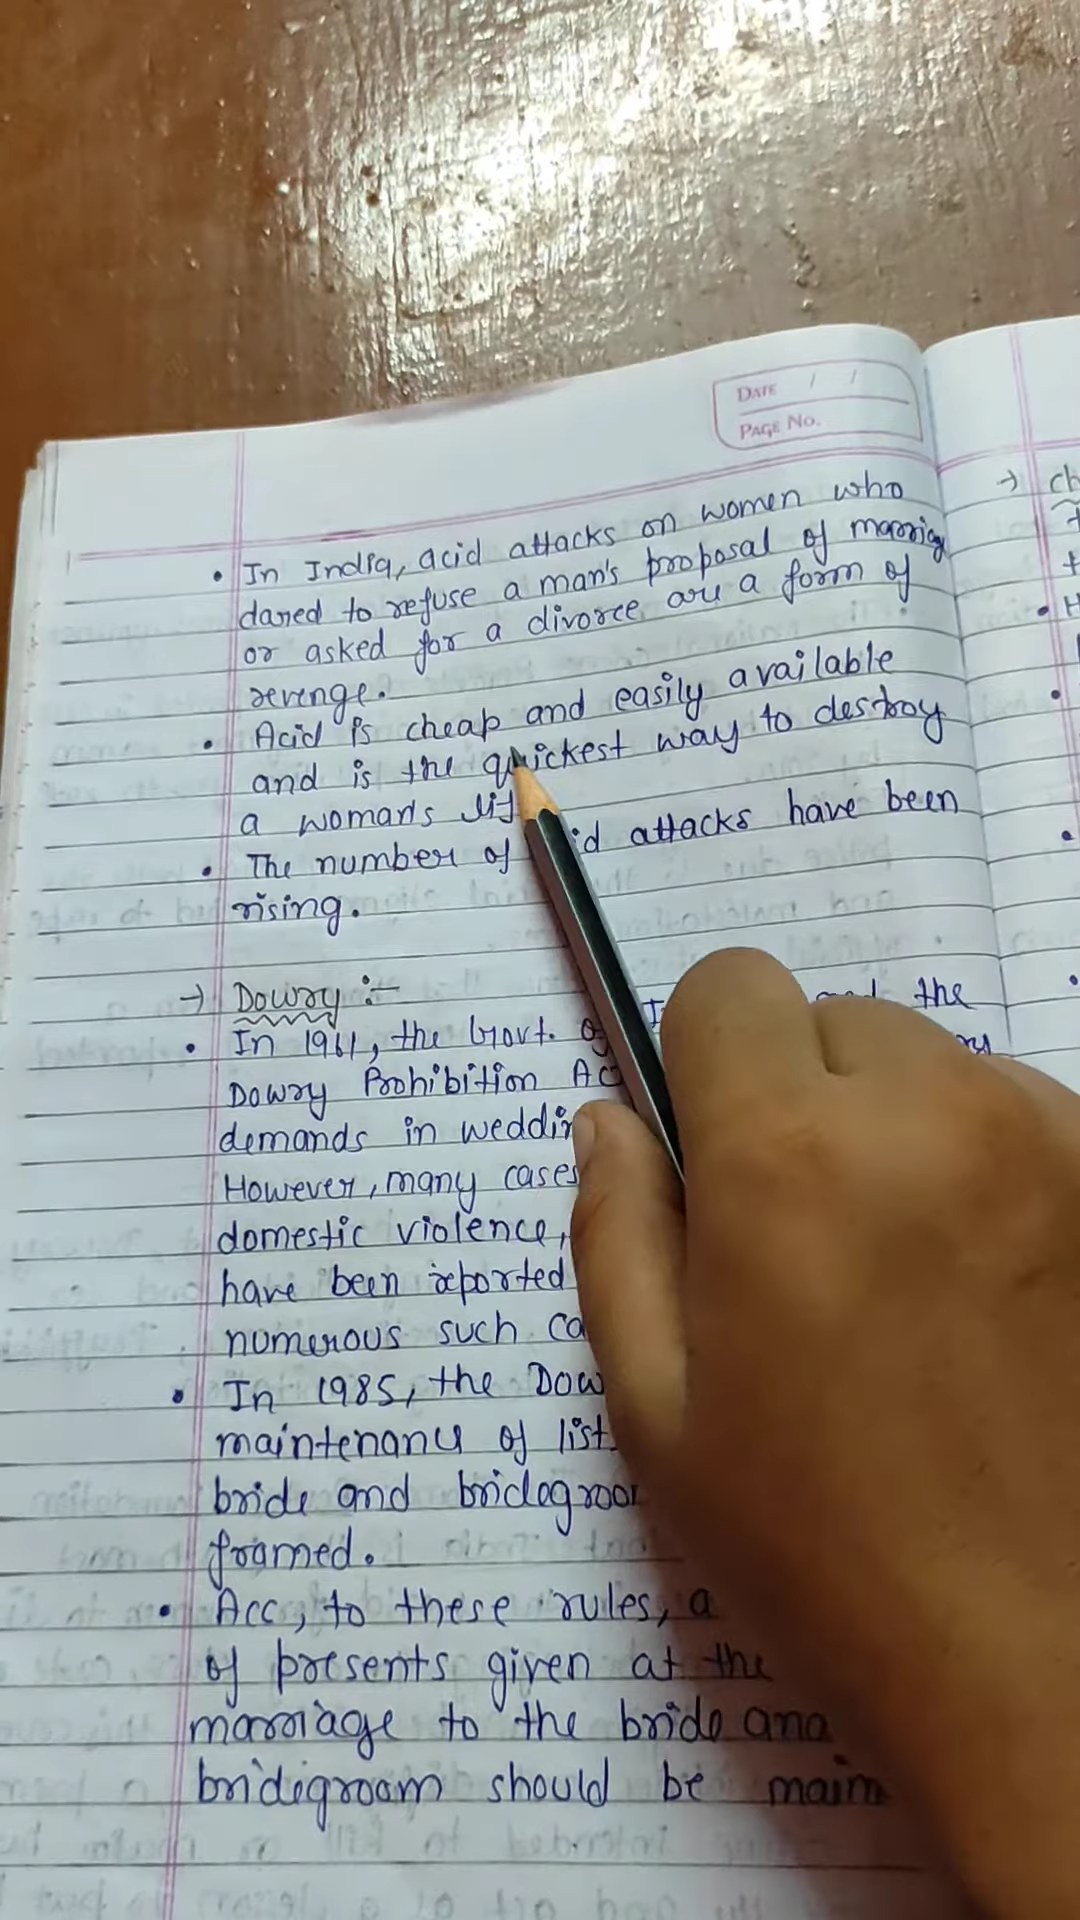 DATE / /
PAGE No.
• In India, acid attacks on women who
dared to refuse a man's proposal of marriag
or asked for a divorce are a form of
revenge.
• Acid is cheap and easily available
and is the quickest way to destroy
a woman's
• The number of attacks have been
rising.
→ Dowry :-
• In 1961, the Govt. the
Dowry Prohibition
demands in
However, many cases
domestic violence,
have been reported
numerous such
• In 1985, the
maintenance of list
bride and
framed.
• Acc, to these rules, a
of presents given at the
marriage to the bride and
bridegroom should be
→